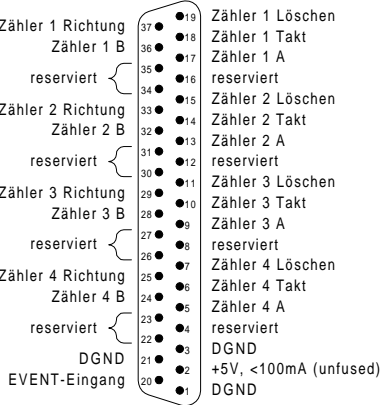 19 Zähler 1 Löschen
Zähler 1 Richtung 37
18 Zähler 1 Takt
Zähler 1 B 36
17 Zähler 1 A
reserviert 35
16 reserviert
34
15 Zähler 2 Löschen
Zähler 2 Richtung 33
14 Zähler 2 Takt
Zähler 2 B 32
13 Zähler 2 A
reserviert 31
12 reserviert
30
11 Zähler 3 Löschen
Zähler 3 Richtung 29
10 Zähler 3 Takt
Zähler 3 B 28
9 Zähler 3 A
reserviert 27
8 reserviert
26
7 Zähler 4 Löschen
Zähler 4 Richtung 25
6 Zähler 4 Takt
Zähler 4 B 24
5 Zähler 4 A
reserviert 23
4 reserviert
22
3 DGND
DGND 21
2 +5V, <100mA (unfused)
EVENT-Eingang 20
1 DGND